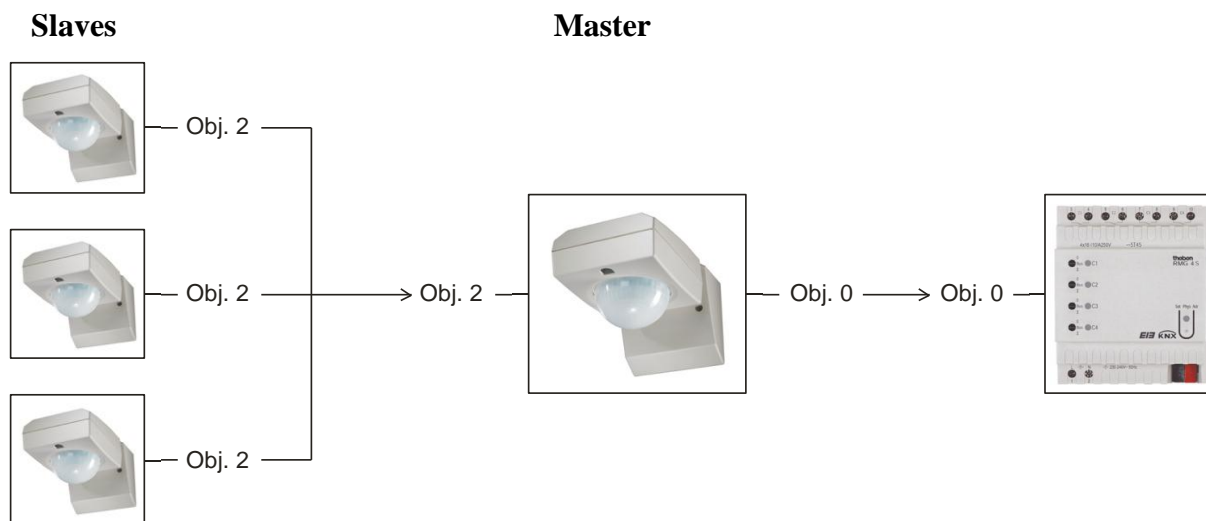 Slaves
Master
Obj. 2
Obj. 2
Obj. 2
Obj. 2
Obj. 0
Obj. 0
theben
RMG 4 S
C1
C2
C3
C4
EIB KNX